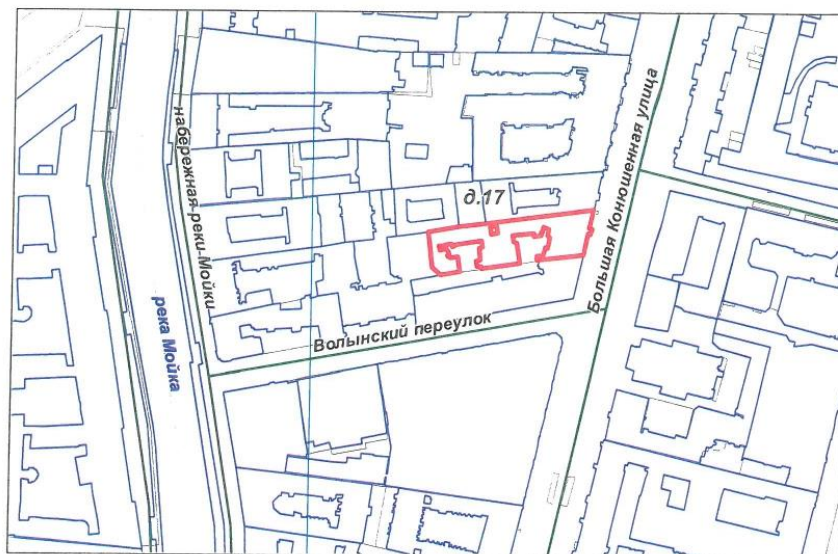 набережная реки Мойки
д.17
Большая Конюшенная улица
Волынский переулок
река Мойка